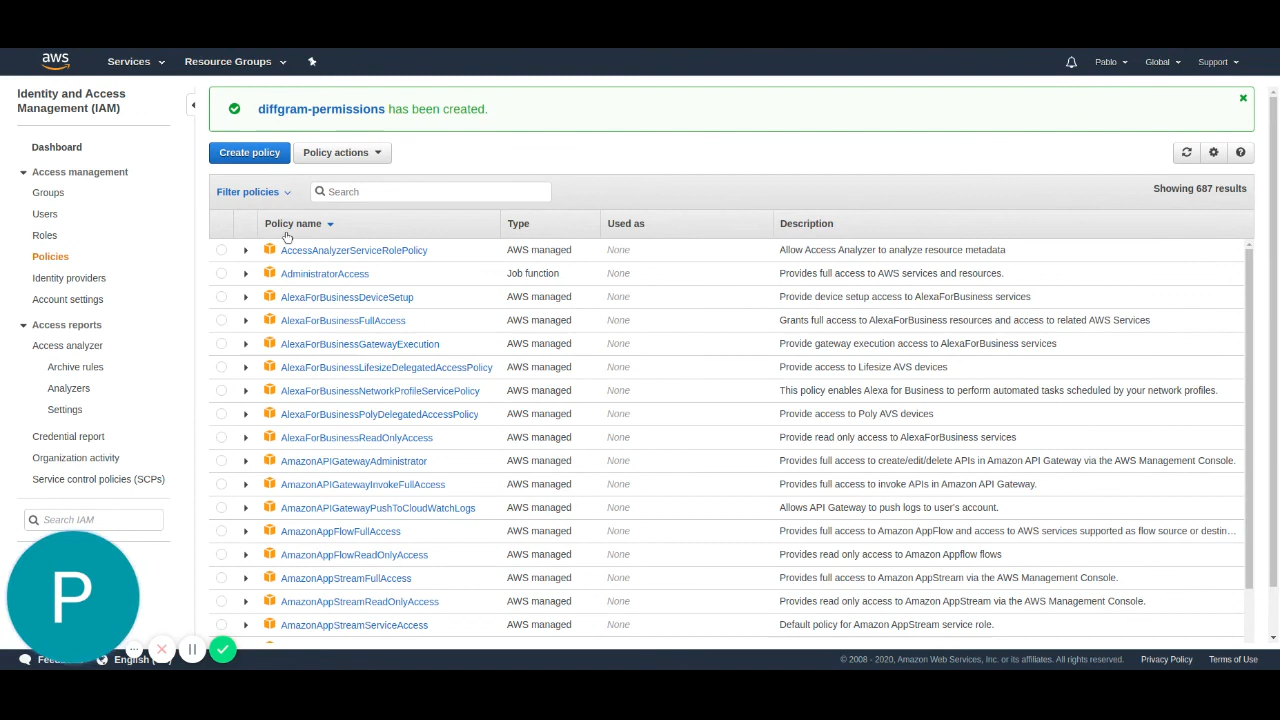 aws
Services
Resource Groups
Pablo
Global
Support
Identity and Access
Management (IAM)
Dashboard
Access management
Groups
Users
Roles
Policies
Identity providers
Account settings
Access reports
Access analyzer
Archive rules
Analyzers
Settings
Credential report
Organization activity
Service control policies (SCPs)
Search IAM
diffgram-permissions has been created.
Create policy
Policy actions
Filter policies
Search
Showing 687 results
Policy name Type Used as Description
AccessAnalyzerServiceRolePolicy AWS managed None Allow Access Analyzer to analyze resource metadata
AdministratorAccess Job function None Provides full access to AWS services and resources.
AlexaForBusinessDeviceSetup AWS managed None Provide device setup access to AlexaForBusiness services
AlexaForBusinessFullAccess AWS managed None Grants full access to AlexaForBusiness resources and access to related AWS Services
AlexaForBusinessGatewayExecution AWS managed None Provide gateway execution access to AlexaForBusiness services
AlexaForBusinessLifesizeDelegatedAccessPolicy AWS managed None Provide access to Lifesize AVS devices
AlexaForBusinessNetworkProfileServicePolicy AWS managed None This policy enables Alexa for Business to perform automated tasks scheduled by your network profiles.
AlexaForBusinessPolyDelegatedAccessPolicy AWS managed None Provide access to Poly AVS devices
AlexaForBusinessReadOnlyAccess AWS managed None Provide read only access to AlexaForBusiness services
AmazonAPIGatewayAdministrator AWS managed None Provides full access to create/edit/delete APIs in Amazon API Gateway via the AWS Management Console.
AmazonAPIGatewayInvokeFullAccess AWS managed None Provides full access to invoke APIs in Amazon API Gateway.
AmazonAPIGatewayPushToCloudWatchLogs AWS managed None Allows API Gateway to push logs to user's account.
AmazonAppFlowFullAccess AWS managed None Provides full access to Amazon AppFlow and access to AWS services supported as flow source or destin…
AmazonAppFlowReadOnlyAccess AWS managed None Provides read only access to Amazon Appflow flows
AmazonAppStreamFullAccess AWS managed None Provides full access to Amazon AppStream via the AWS Management Console.
AmazonAppStreamReadOnlyAccess AWS managed None Provides read only access to Amazon AppStream via the AWS Management Console.
AmazonAppStreamServiceAccess AWS managed None Default policy for Amazon AppStream service role.
P
English
© 2008 - 2020, Amazon Web Services, Inc. or its affiliates. All rights reserved.
Privacy Policy
Terms of Use